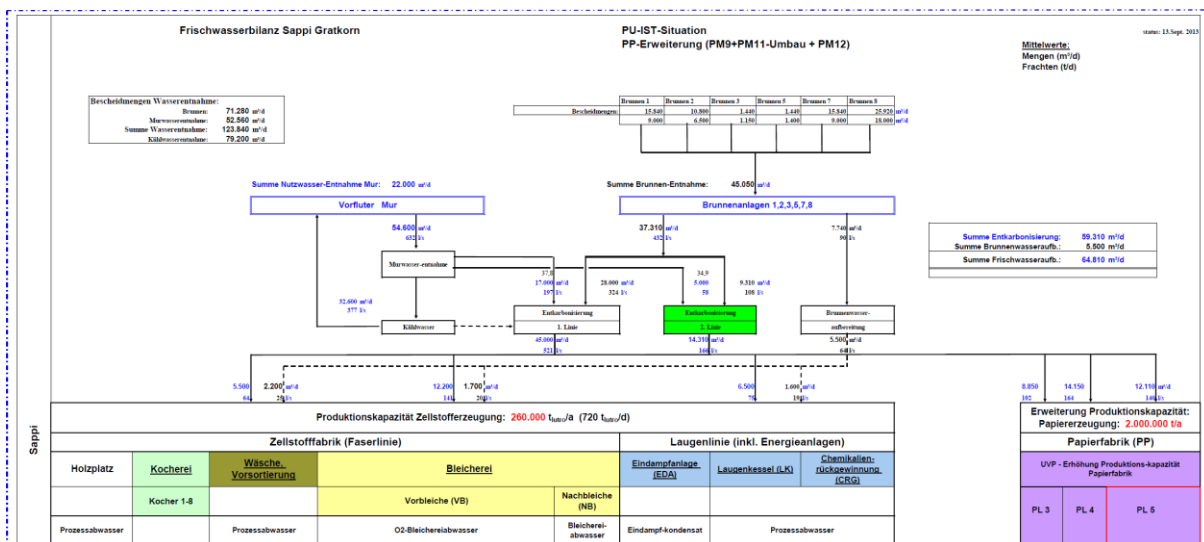 Frischwasserbilanz Sappi Gratkorn
PU-IST-Situation
PP-Erweiterung (PM9+PM11-Umbau + PM12)
status: 13.Sept. 2013
Mittelwerte:
Mengen (m³/d)
Frachten (t/d)
Bescheidmengen Wasserentnahme:
Brunnen: 71.280 m³/d
Murwasserentnahme: 52.560 m³/d
Summe Wasserentnahme: 123.840 m³/d
Kühlwasserentnahme: 79.200 m³/d
Brunnen 1 Brunnen 2 Brunnen 3 Brunnen 5 Brunnen 7 Brunnen 8
Bescheidmengen: 15.840 10.800 1.440 1.440 15.840 25.920 m³/d
9.000 6.500 1.150 1.400 9.000 18.000 m³/d
Summe Nutzwasser-Entnahme Mur: 22.000 m³/d
Summe Brunnen-Entnahme: 45.050 m³/d
Vorfluter Mur
Brunnenanlagen 1,2,3,5,7,8
54.600 m³/d
632 l/s
37.310 m³/d
432 l/s
7.740 m³/d
90 l/s
Summe Entkarbonisierung: 59.310 m³/d
Summe Brunnenwasseraufb.: 5.500 m³/d
Summe Frischwasseraufb.: 64.810 m³/d
Murwasser-entnahme
37,8
17.000 m³/d
197 l/s
28.000 m³/d
324 l/s
34,9
5.000
58
9.310 m³/d
108 l/s
32.600 m³/d
377 l/s
Kühlwasser
Entkarbonisierung
1. Linie
Entkarbonisierung
2. Linie
Brunnenwasser-
aufbereitung
45.000 m³/d
521 l/s
14.310 m³/d
166 l/s
5.500 m³/d
64 l/s
5.500 2.200 m³/d
64 25 l/s
12.200 1.700 m³/d
141 20 l/s
6.500 1.600 m³/d
75 19 l/s
8.850 14.150 12.110 m³/d
102 164 140 l/s
Sappi
Produktionskapazität Zellstofferzeugung: 260.000 tlutro/a (720 tlutro/d)
Erweiterung Produktionskapazität:
Papiererzeugung: 2.000.000 t/a
Zellstofffabrik (Faserlinie)
Laugenlinie (inkl. Energieanlagen)
Papierfabrik (PP)
Holzplatz
Kocherei
Wäsche,
Vorsortierung
Bleicherei
Eindampfanlage
(EDA)
Laugenkessel (LK)
Chemikalien-
rückgewinnung
(CRG)
UVP - Erhöhung Produktions-kapazität
Papierfabrik
Kocher 1-8
Vorbleiche (VB)
Nachbleiche
(NB)
PL 3 PL 4 PL 5
Prozessabwasser
Prozessabwasser
O2-Bleichereiabwasser
Bleicherei-
abwasser
Eindampf-kondensat
Prozessabwasser